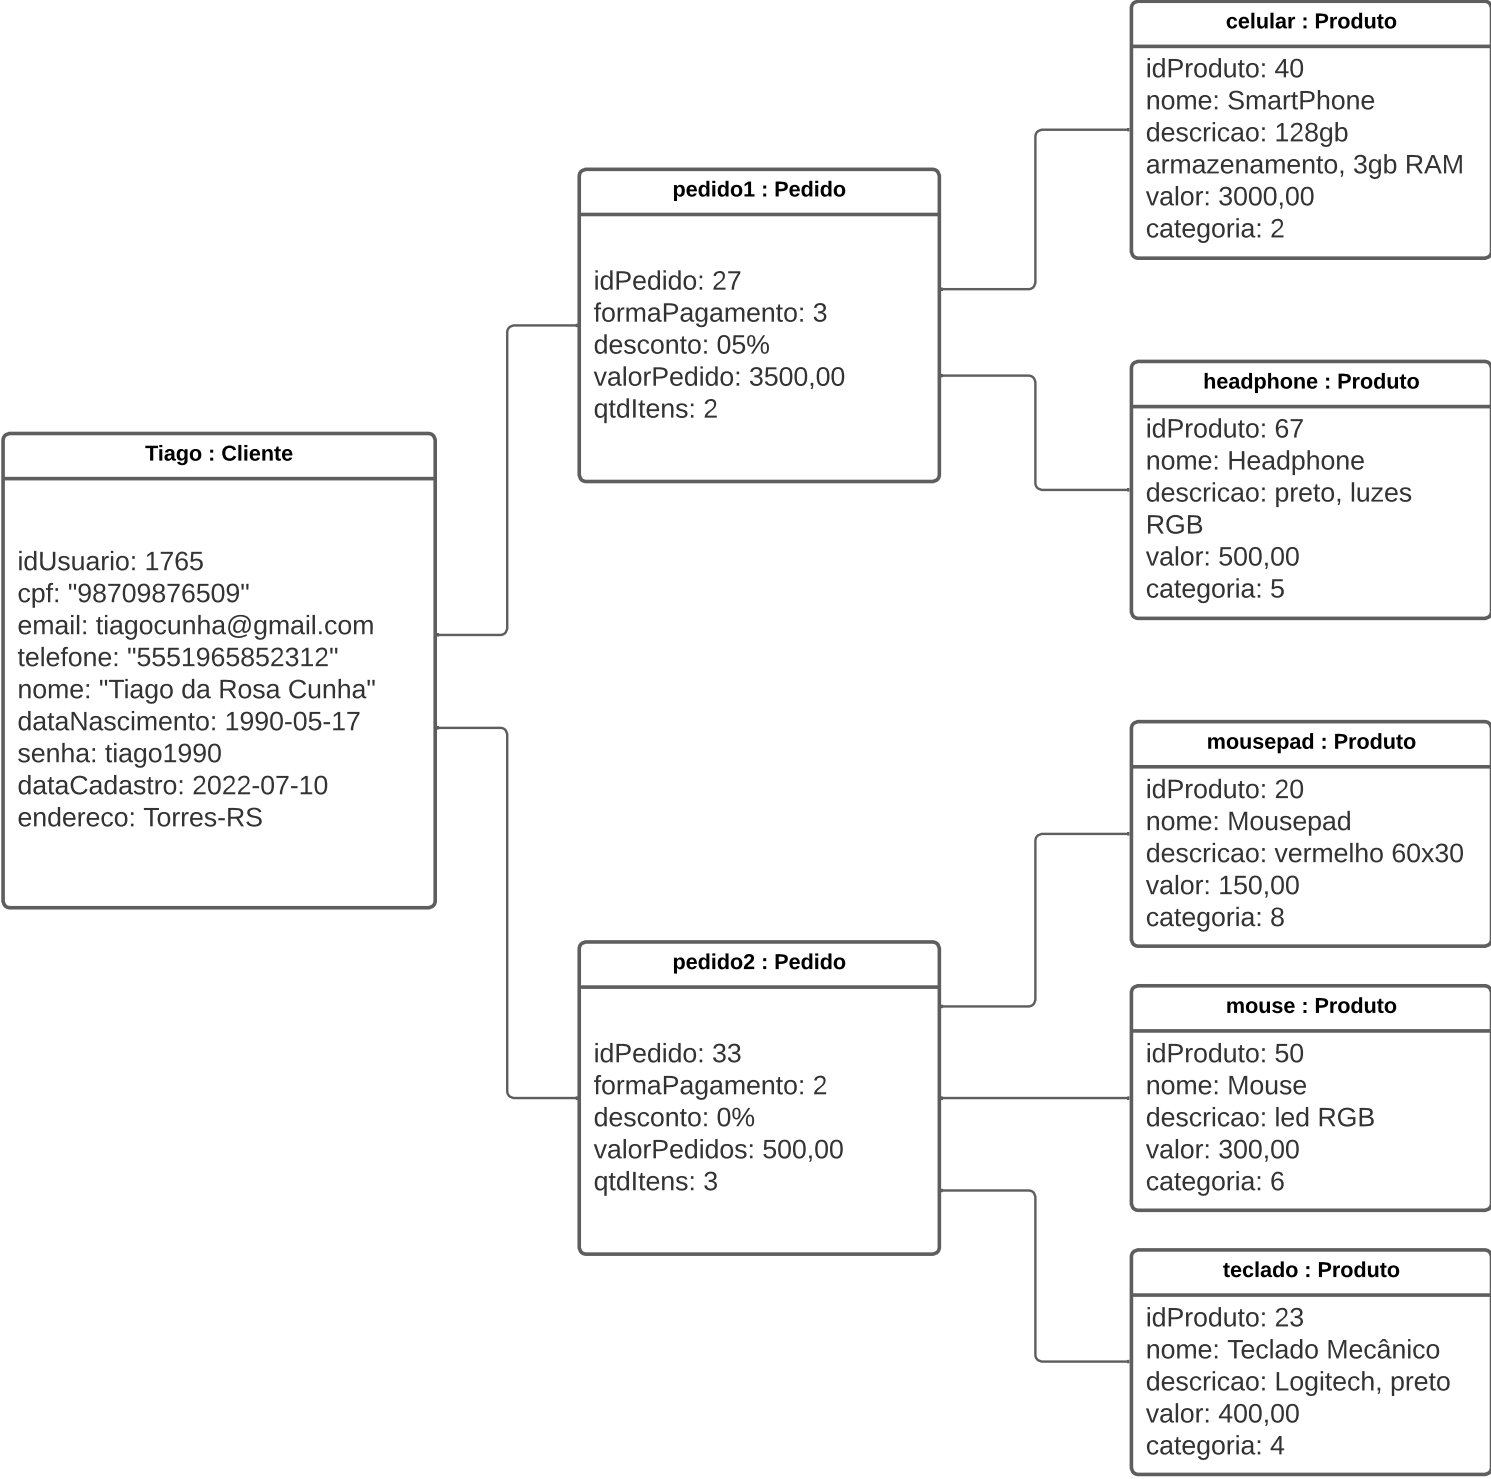 celular : Produto
idProduto: 40
nome: SmartPhone
descricao: 128gb
armazenamento, 3gb RAM
valor: 3000,00
categoria: 2
pedido1 : Pedido
idPedido: 27
formaPagamento: 3
desconto: 05%
valorPedido: 3500,00
qtdItens: 2
headphone : Produto
idProduto: 67
nome: Headphone
descricao: preto, luzes
RGB
valor: 500,00
categoria: 5
Tiago : Cliente
idUsuario: 1765
cpf: "98709876509"
email: tiagocunha@gmail.com
telefone: "5551965852312"
nome: "Tiago da Rosa Cunha"
dataNascimento: 1990-05-17
senha: tiago1990
dataCadastro: 2022-07-10
endereco: Torres-RS
mousepad : Produto
idProduto: 20
nome: Mousepad
descricao: vermelho 60x30
valor: 150,00
categoria: 8
pedido2 : Pedido
idPedido: 33
formaPagamento: 2
desconto: 0%
valorPedidos: 500,00
qtdItens: 3
mouse : Produto
idProduto: 50
nome: Mouse
descricao: led RGB
valor: 300,00
categoria: 6
teclado : Produto
idProduto: 23
nome: Teclado Mecânico
descricao: Logitech, preto
valor: 400,00
categoria: 4